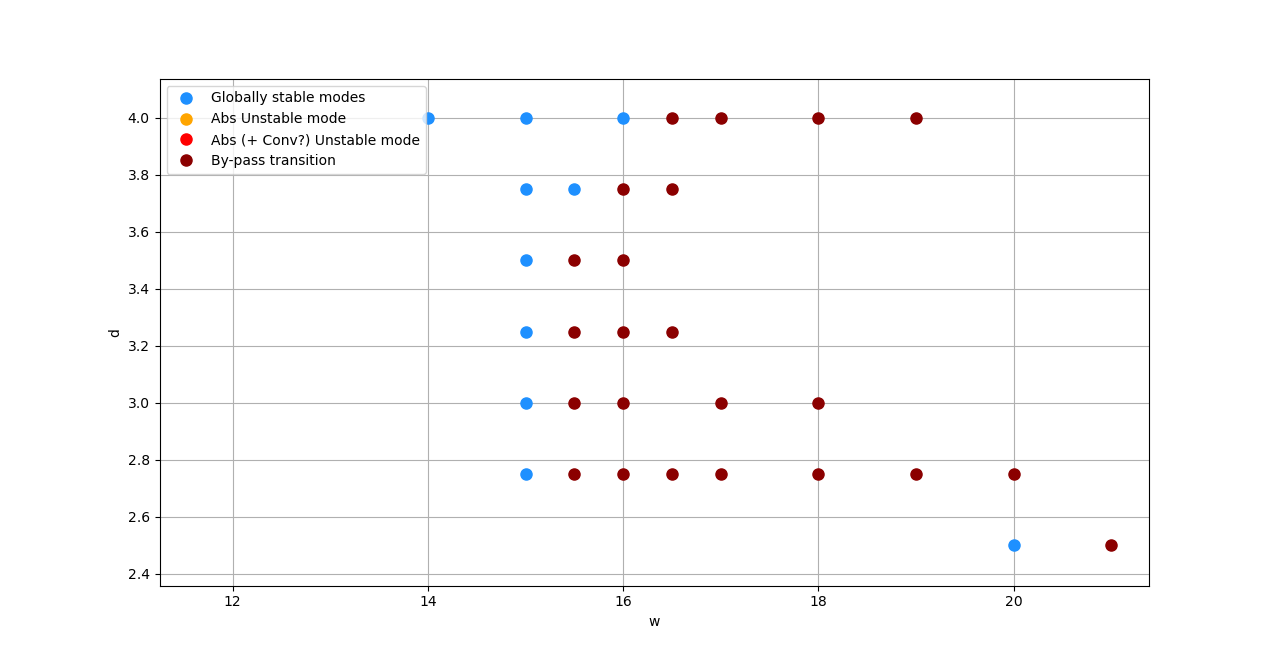 Globally stable modes
Abs Unstable mode
Abs (+ Conv?) Unstable mode
By-pass transition
4.0
3.8
3.6
3.4
3.2
3.0
2.8
2.6
2.4
d
12 14 16 18 20
w